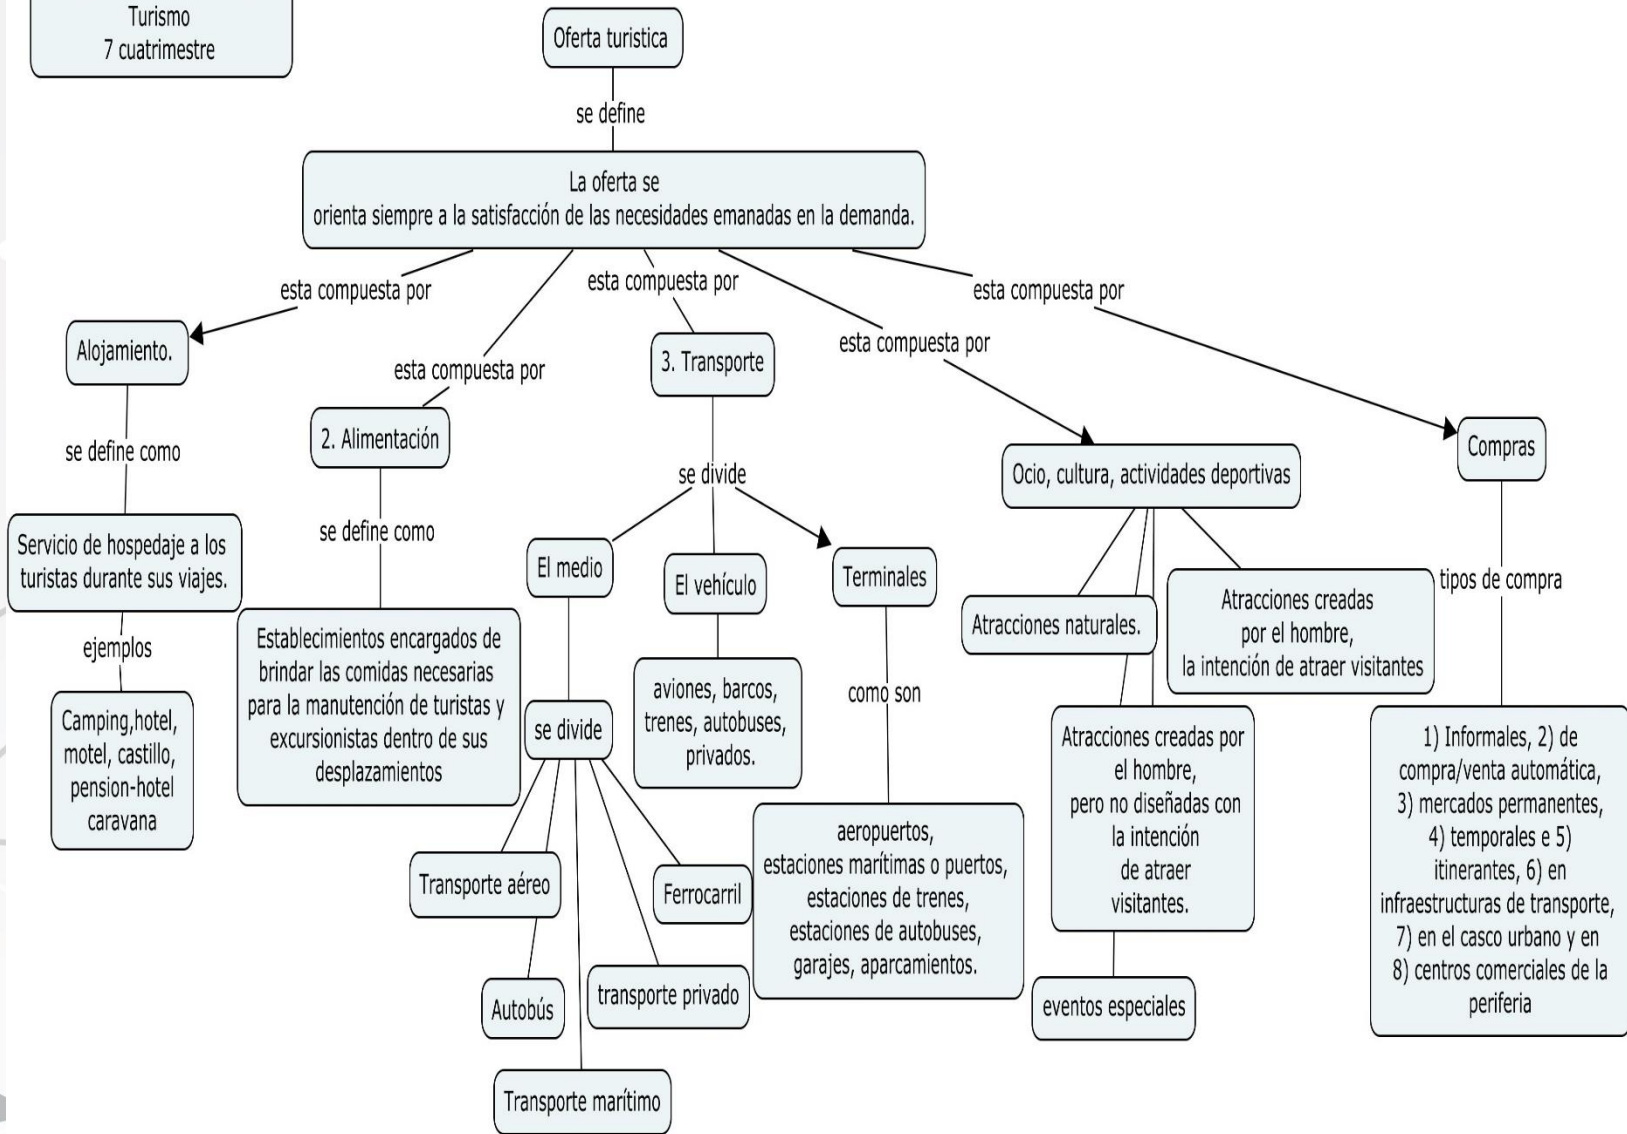 Turismo
7 cuatrimestre
Oferta turistica
se define
La oferta se
orienta siempre a la satisfacción de las necesidades emanadas en la demanda.
esta compuesta por
Alojamiento.
se define como
Servicio de hospedaje a los
turistas durante sus viajes.
ejemplos
Camping,hotel,
motel, castillo,
pension-hotel
caravana
esta compuesta por
2. Alimentación
se define como
Establecimientos encargados de
brindar las comidas necesarias
para la manutención de turistas y
excursionistas dentro de sus
desplazamientos
esta compuesta por
3. Transporte
se divide
El medio
se divide
Transporte aéreo
Autobús
Transporte marítimo
transporte privado
Ferrocarril
El vehículo
aviones, barcos,
trenes, autobuses,
privados.
Terminales
como son
aeropuertos,
estaciones marítimas o puertos,
estaciones de trenes,
estaciones de autobuses,
garajes, aparcamientos.
esta compuesta por
Ocio, cultura, actividades deportivas
Atracciones naturales.
Atracciones creadas
por el hombre,
la intención de atraer visitantes
Atracciones creadas por
el hombre,
pero no diseñadas con
la intención
de atraer
visitantes.
eventos especiales
esta compuesta por
Compras
tipos de compra
1) Informales, 2) de
compra/venta automática,
3) mercados permanentes,
4) temporales e 5)
itinerantes, 6) en
infraestructuras de transporte,
7) en el casco urbano y en
8) centros comerciales de la
periferia